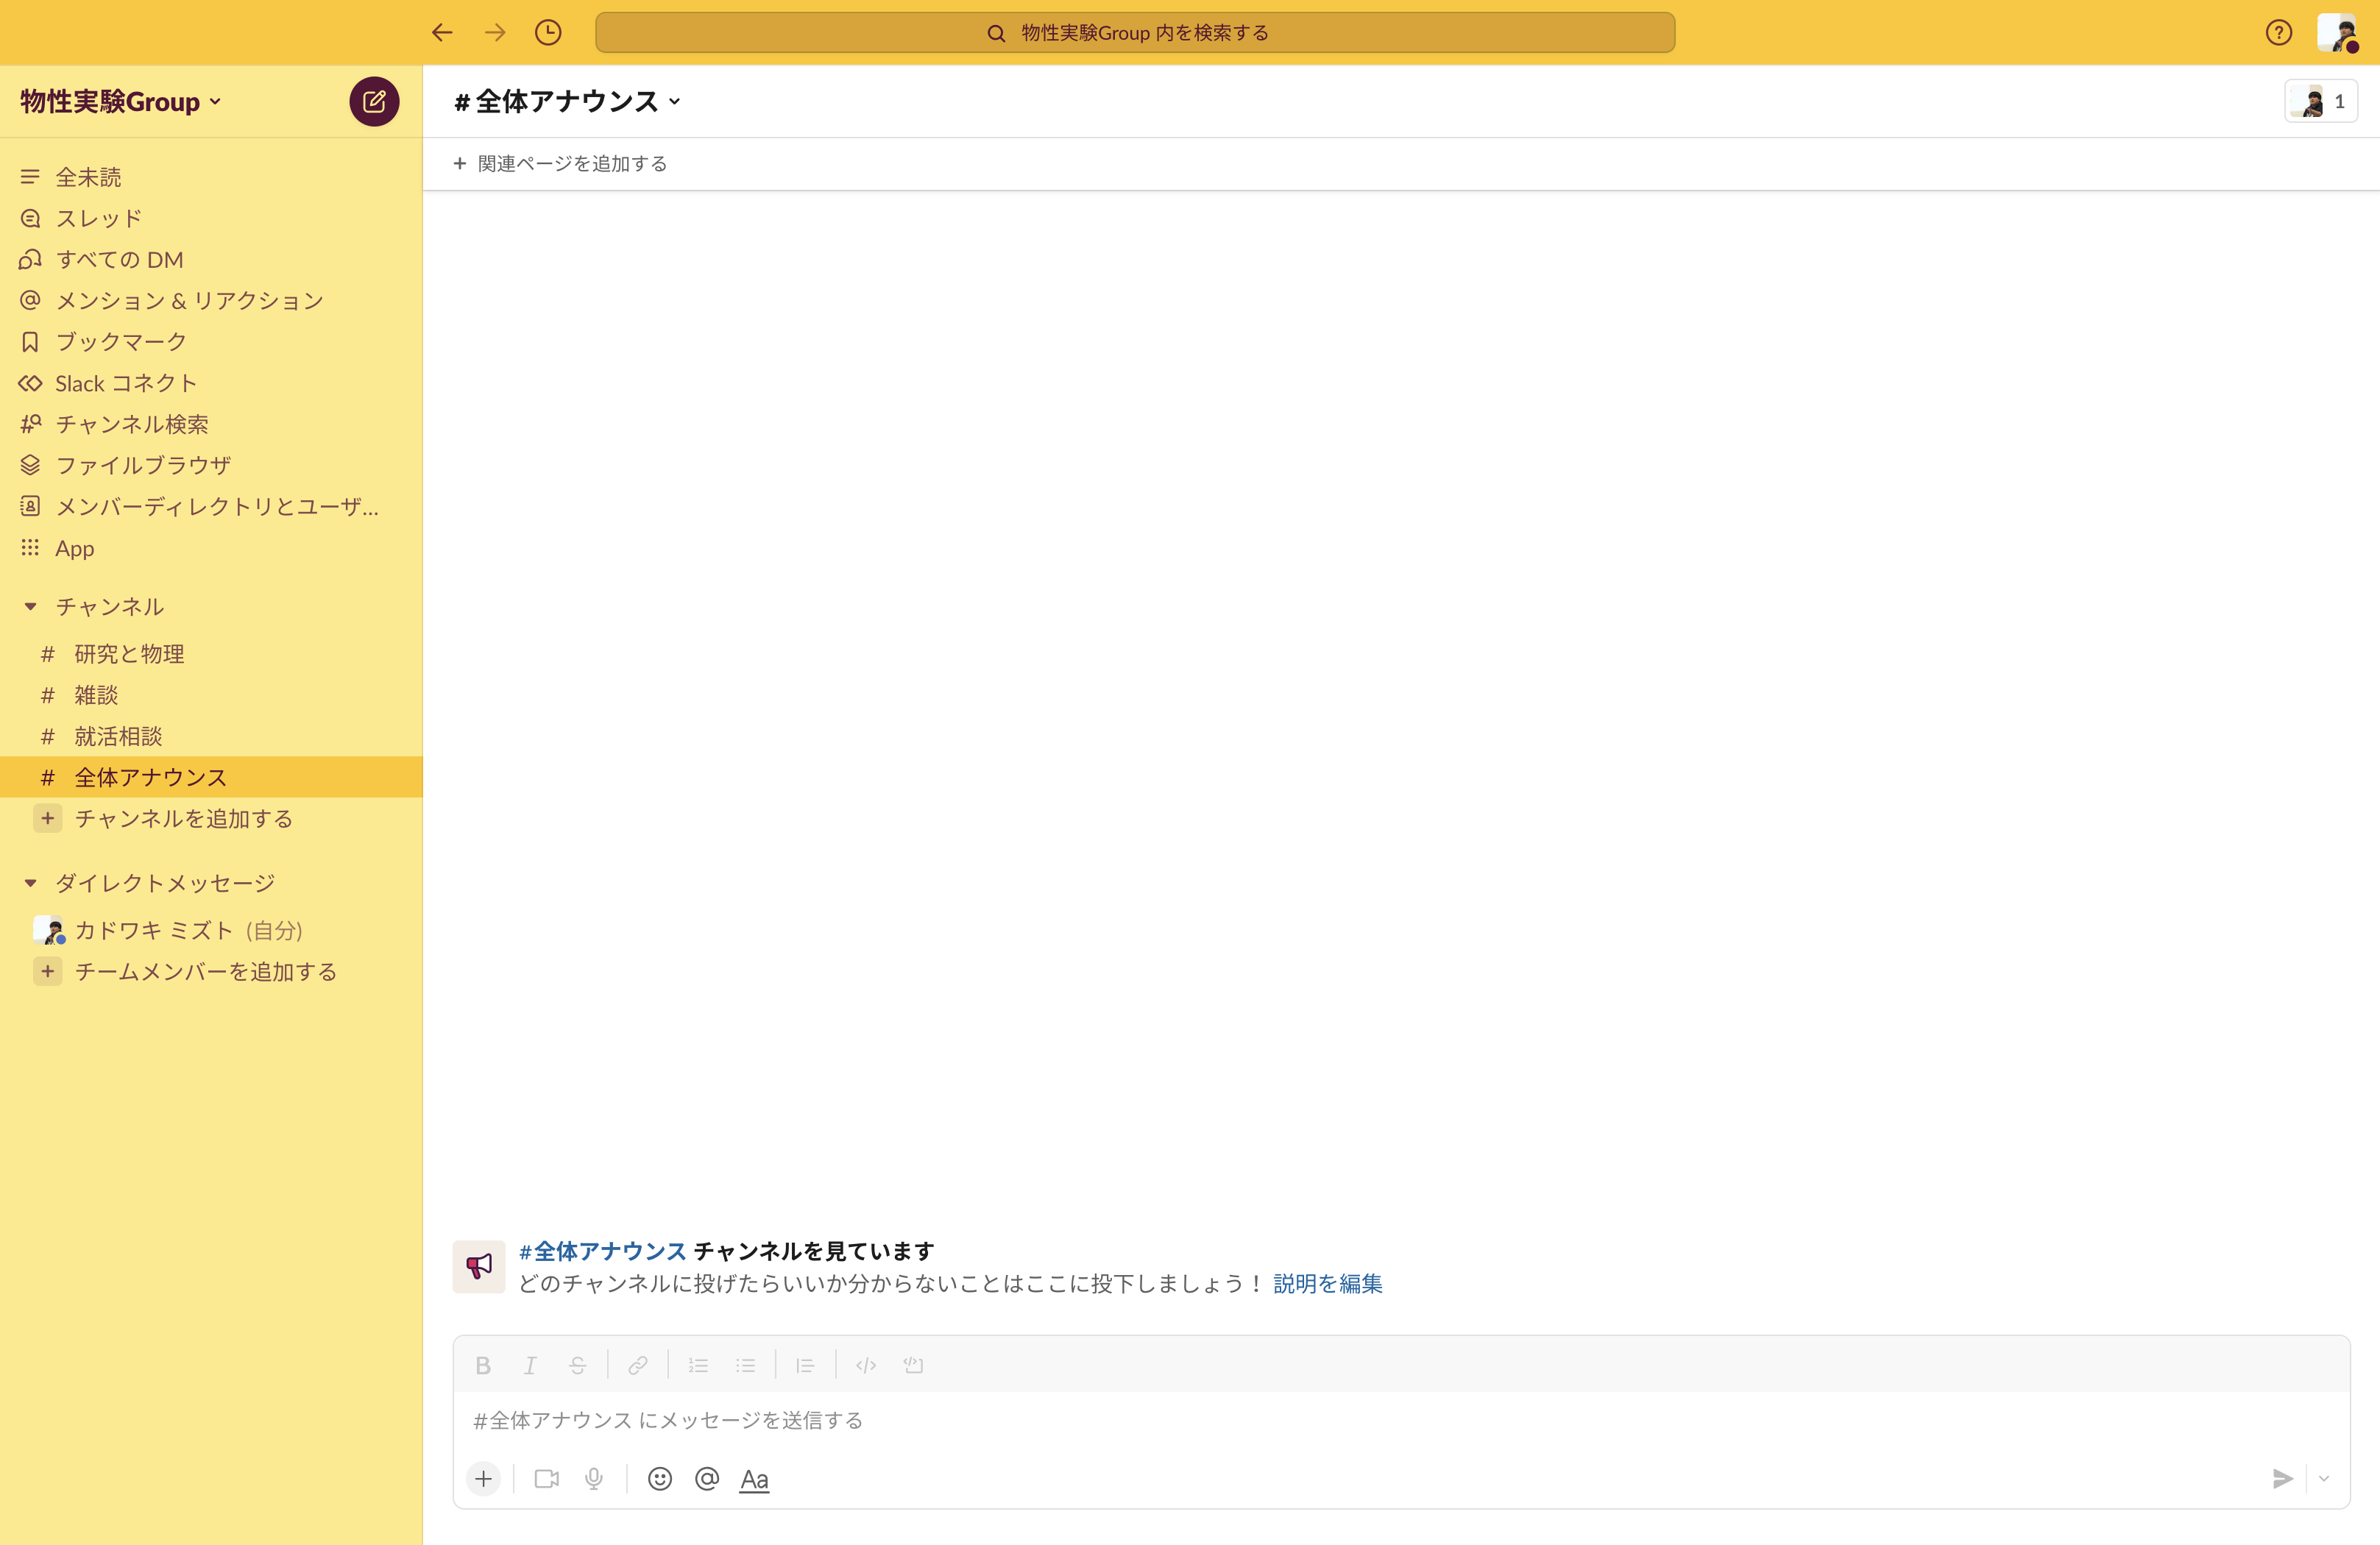 物性実験Group 内を検索する
物性実験Group
# 全体アナウンス
1
+ 関連ページを追加する
全未読
スレッド
すべての DM
メンション & リアクション
ブックマーク
Slack コネクト
チャンネル検索
ファイルブラウザ
メンバーディレクトリとユーザ...
App
チャンネル
# 研究と物理
# 雑談
# 就活相談
# 全体アナウンス
+ チャンネルを追加する
ダイレクトメッセージ
カドワキ ミズト (自分)
+ チームメンバーを追加する
#全体アナウンス チャンネルを見ています
どのチャンネルに投げたらいいか分からないことはここに投下しましょう！ 説明を編集
B I S
#全体アナウンス にメッセージを送信する
+ @ Aa